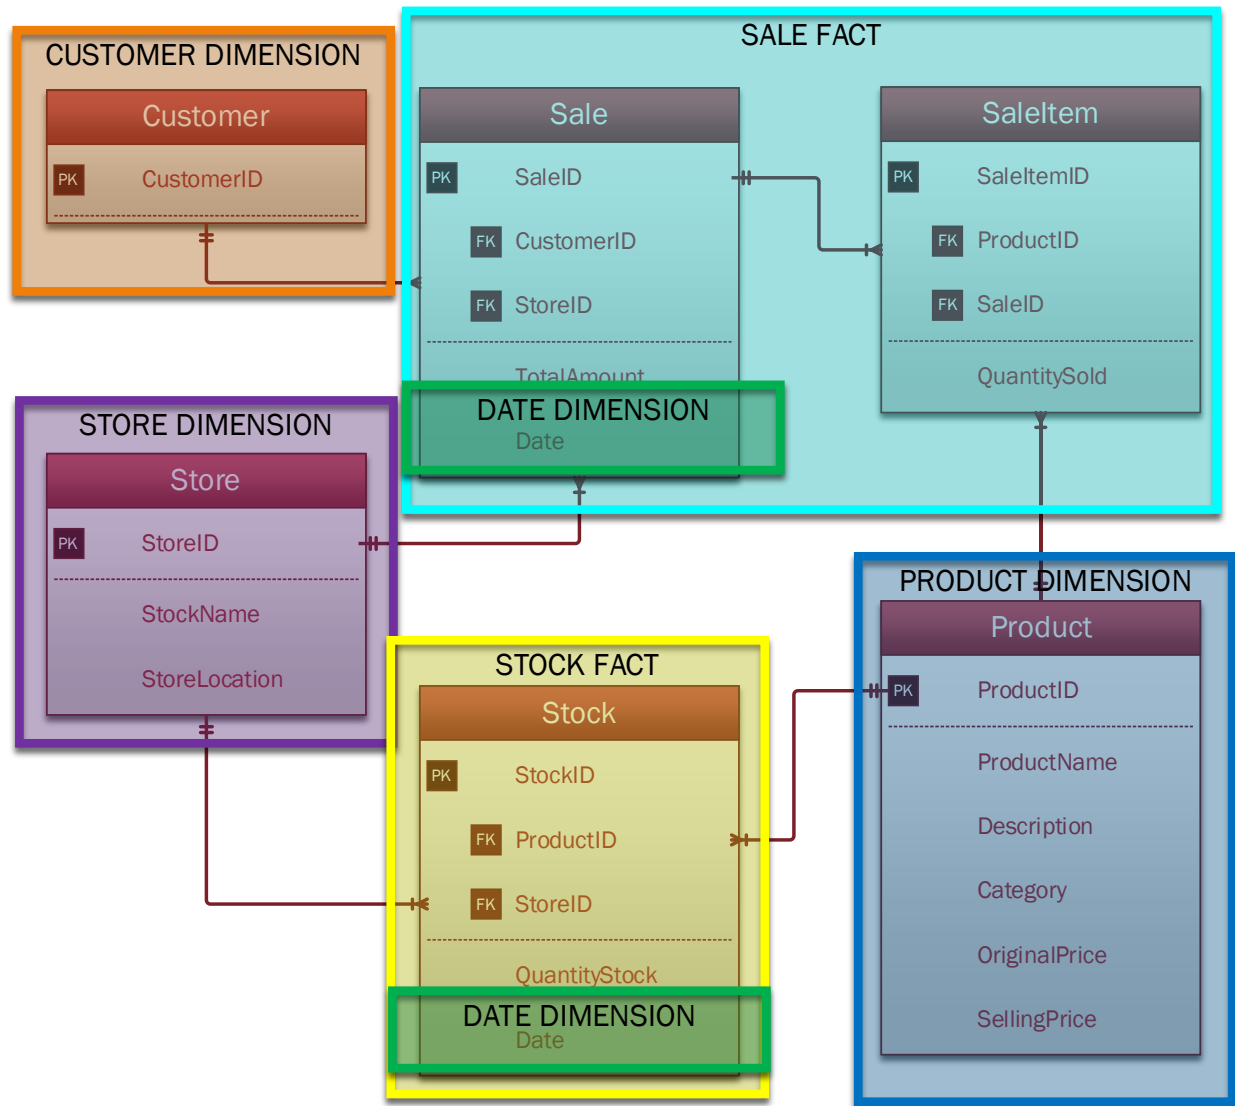 CUSTOMER DIMENSION
Customer
PK CustomerID
SALE FACT
Sale
PK SaleID
FK CustomerID
FK StoreID
TotalAmount
DATE DIMENSION
Date
SaleItem
PK SaleItemID
FK ProductID
FK SaleID
QuantitySold
STORE DIMENSION
Store
PK StoreID
StockName
StoreLocation
STOCK FACT
Stock
PK StockID
FK ProductID
FK StoreID
QuantityStock
DATE DIMENSION
Date
PRODUCT DIMENSION
Product
PK ProductID
ProductName
Description
Category
OriginalPrice
SellingPrice